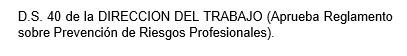 D.S. 40 de la DIRECCION DEL TRABAJO (Aprueba Reglamento
sobre Prevención de Riesgos Profesionales).